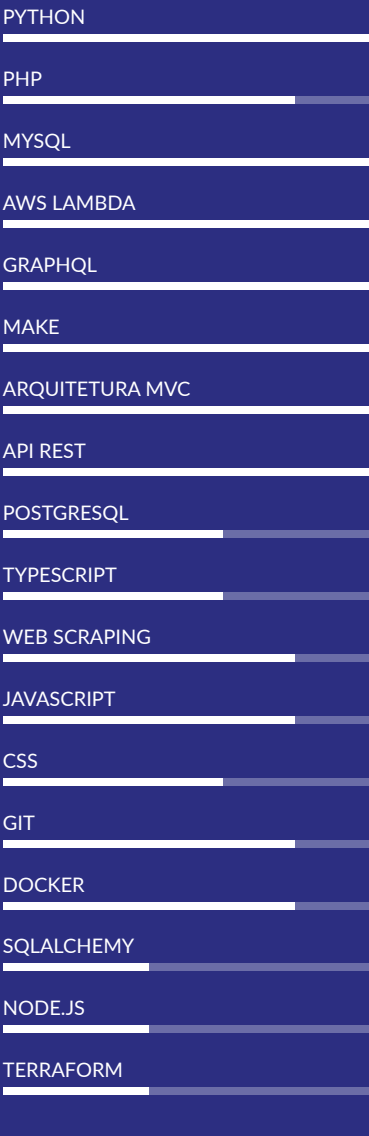 PYTHON
PHP
MYSQL
AWS LAMBDA
GRAPHQL
MAKE
ARQUITETURA MVC
API REST
POSTGRESQL
TYPESCRIPT
WEB SCRAPING
JAVASCRIPT
CSS
GIT
DOCKER
SQLALCHEMY
NODE.JS
TERRAFORM